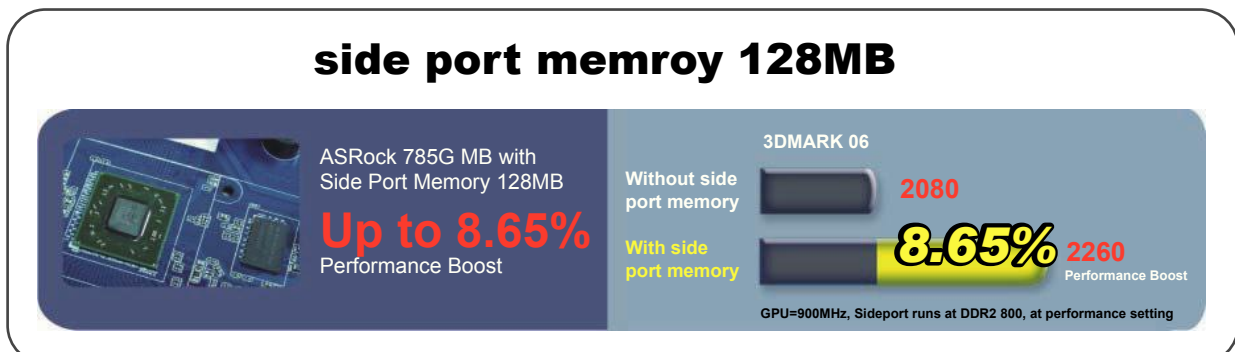 side port memroy 128MB
ASRock 785G MB with
Side Port Memory 128MB
Up to 8.65%
Performance Boost
3DMARK 06
Without side
port memory
2080
With side
port memory
8.65%
2260
Performance Boost
GPU=900MHz, Sideport runs at DDR2 800, at performance setting